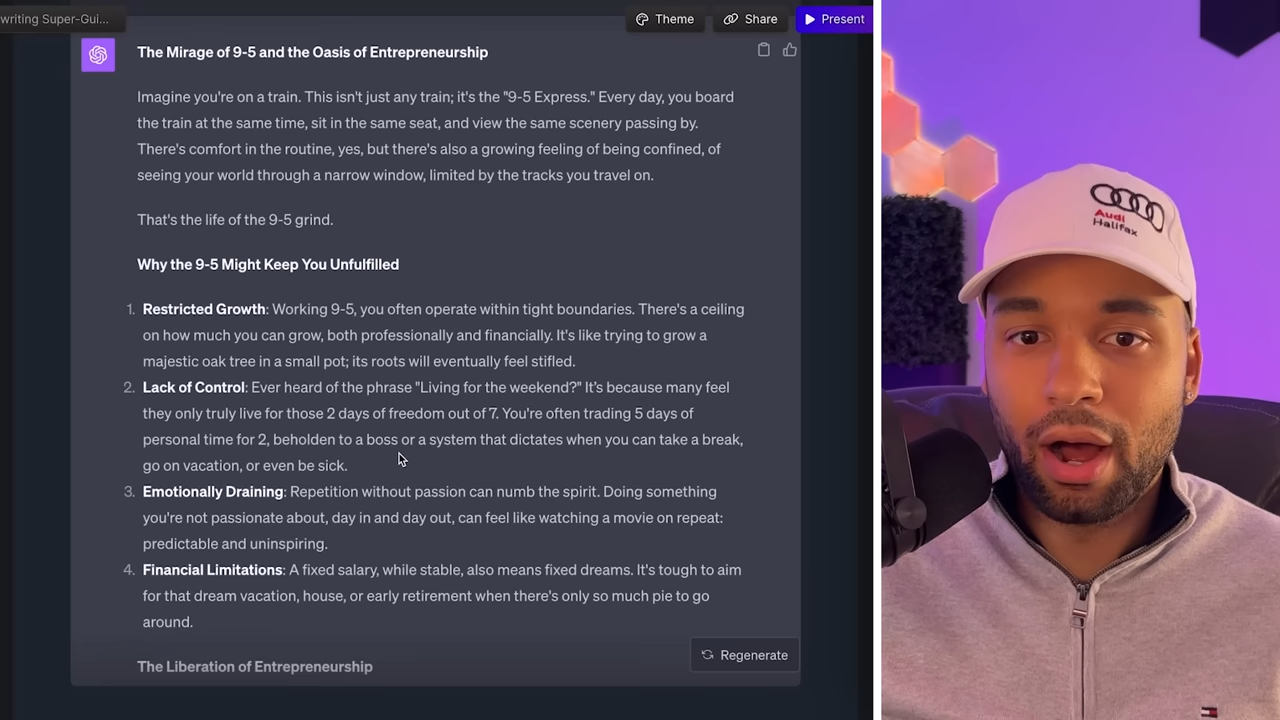 writing Super-Gui...
Theme
Share
Present
The Mirage of 9-5 and the Oasis of Entrepreneurship
Imagine you're on a train. This isn't just any train; it's the "9-5 Express." Every day, you board
the train at the same time, sit in the same seat, and view the same scenery passing by.
There's comfort in the routine, yes, but there's also a growing feeling of being confined, of
seeing your world through a narrow window, limited by the tracks you travel on.
That's the life of the 9-5 grind.
Why the 9-5 Might Keep You Unfulfilled
1. Restricted Growth: Working 9-5, you often operate within tight boundaries. There's a ceiling
on how much you can grow, both professionally and financially. It's like trying to grow a
majestic oak tree in a small pot; its roots will eventually feel stifled.
2. Lack of Control: Ever heard of the phrase "Living for the weekend?" It's because many feel
they only truly live for those 2 days of freedom out of 7. You're often trading 5 days of
personal time for 2, beholden to a boss or a system that dictates when you can take a break,
go on vacation, or even be sick.
3. Emotionally Draining: Repetition without passion can numb the spirit. Doing something
you're not passionate about, day in and day out, can feel like watching a movie on repeat:
predictable and uninspiring.
4. Financial Limitations: A fixed salary, while stable, also means fixed dreams. It's tough to aim
for that dream vacation, house, or early retirement when there's only so much pie to go
around.
Regenerate
The Liberation of Entrepreneurship
Audi
Halifax